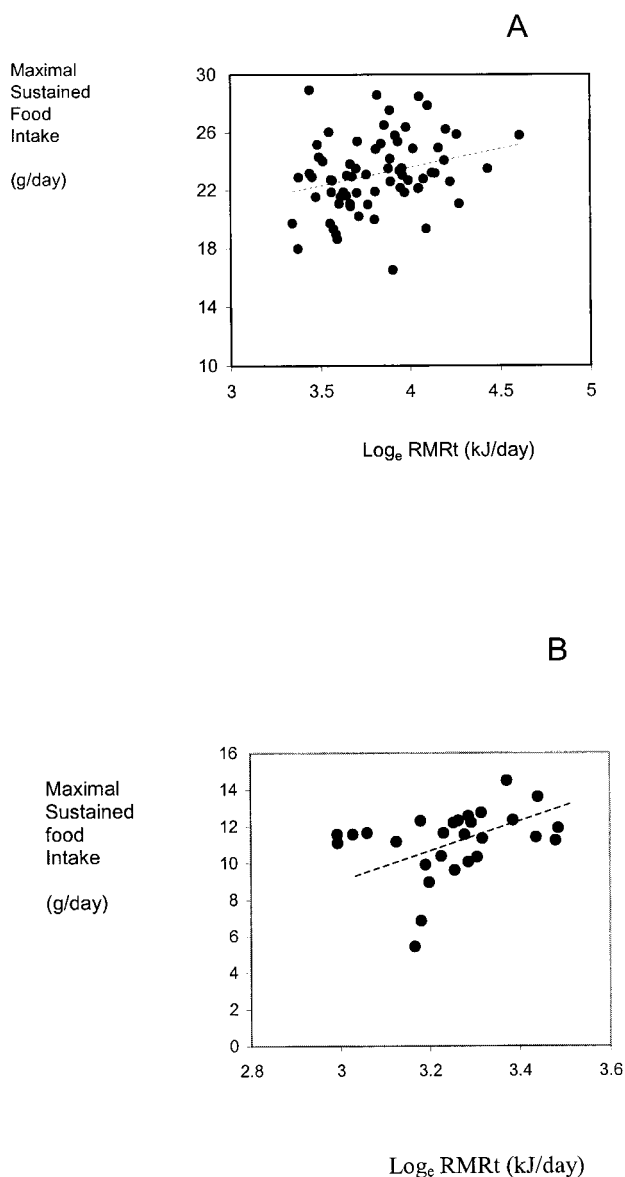 A
Maximal
Sustained
Food
Intake
(g/day)
30
26
22
18
14
10
3
3.5
4
4.5
5
Logₑ RMRt (kJ/day)
B
Maximal
Sustained
food
Intake
(g/day)
16
14
12
10
8
6
4
2
0
2.8
3
3.2
3.4
3.6
Logₑ RMRt (kJ/day)